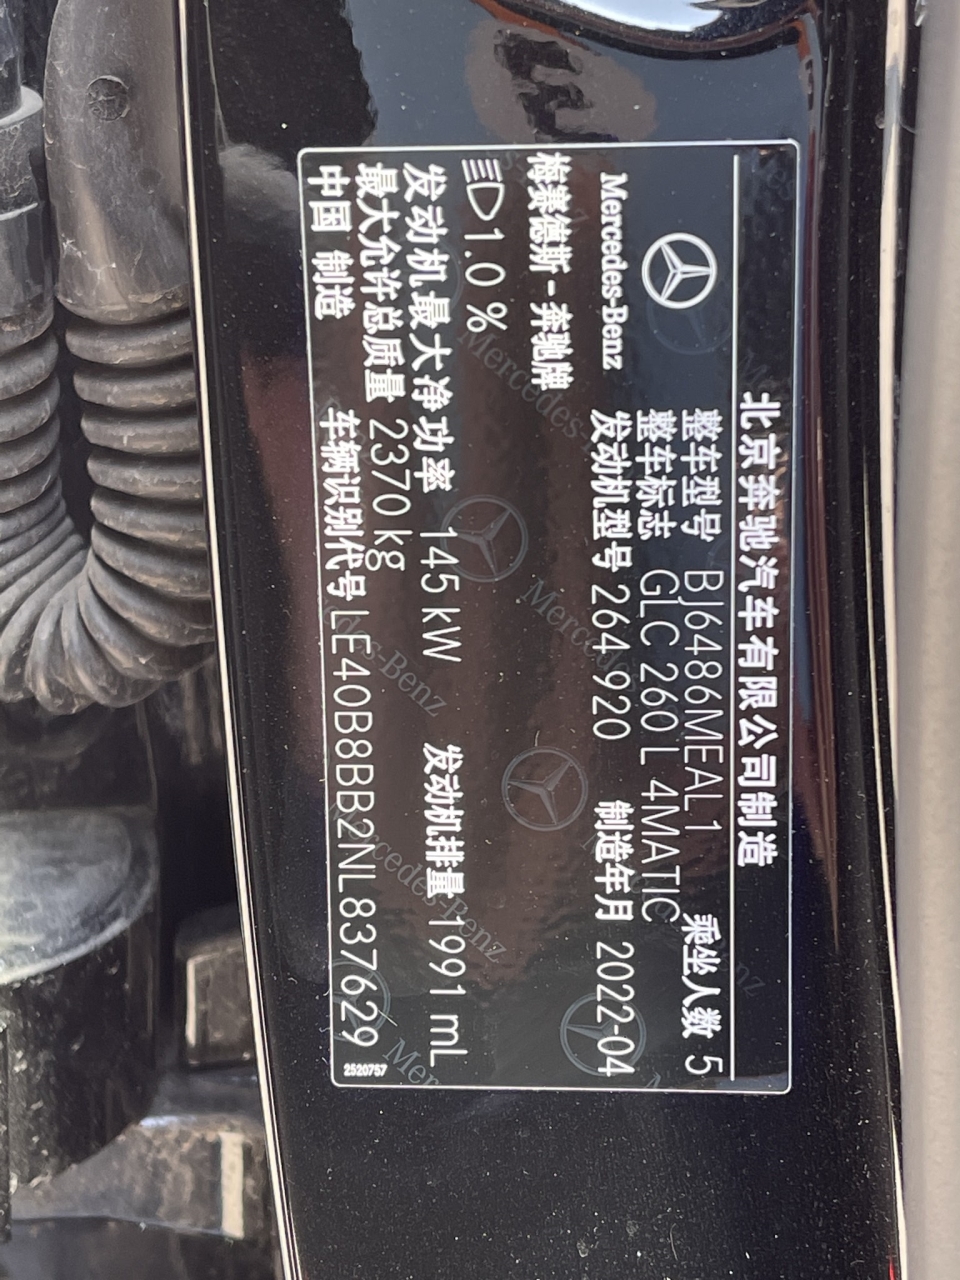 北京奔驰汽车有限公司制造
整车型号 BJ6486MEAL1 乘坐人数 5
整车标志 GLC 260 L 4MATIC
Mercedes-Benz
发动机型号 264 920 制造年月 2022-04
梅赛德斯-奔驰牌
1.0 %
发动机最大净功率 145 kW 发动机排量 1991 mL
最大允许总质量 2370 kg
中国 制造 车辆识别代号 LE40B8BB2NL837629
2520757